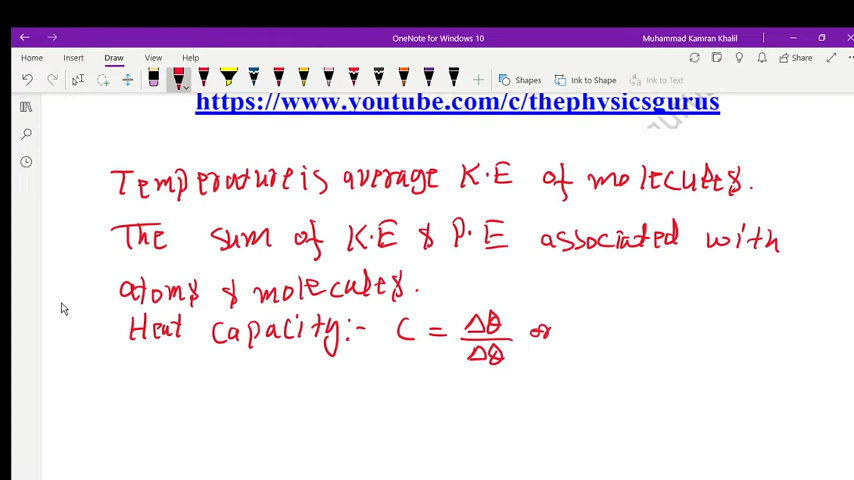 OneNote for Windows 10
Muhammad Kamran Khalil
Home Insert Draw View Help
Share
Shapes Ink to Shape Ink to Text
https://www.youtube.com/c/thephysicsgurus
Temperature is average K.E of molecules.
The sum of K.E & P.E associated with
atoms & molecules.
Heat capacity:- C = ΔQ/Δθ or